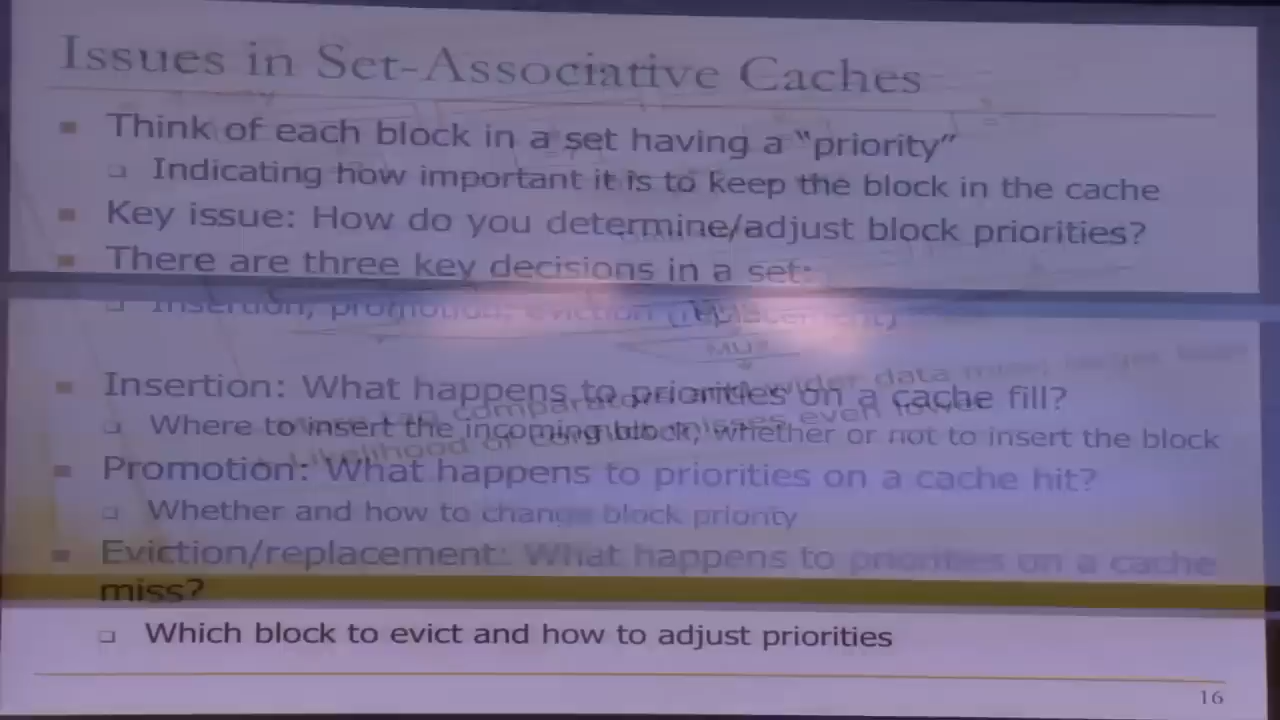 Issues in Set-Associative Caches
Think of each block in a set having a “priority”
Indicating how important it is to keep the block in the cache
Key issue: How do you determine/adjust block priorities?
There are three key decisions in a set:
Insertion, promotion, eviction (replacement)
MUX
Insertion: What happens to priorities on a cache fill?
Where to insert the incoming block, whether or not to insert the block
Promotion: What happens to priorities on a cache hit?
Whether and how to change block priority
Eviction/replacement: What happens to priorities on a cache
miss?
Which block to evict and how to adjust priorities
16